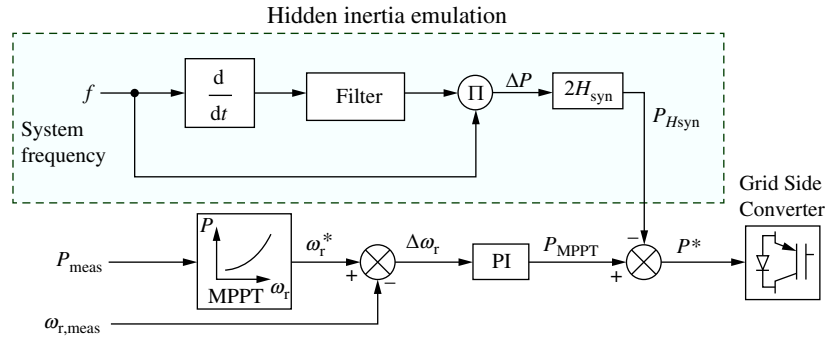 Hidden inertia emulation
f
d
dt
Filter
Π
ΔP
2H_syn
P_Hsyn
System
frequency
Grid Side
Converter
P_meas
P
MPPT
ω_r
ω_r*
+
−
Δω_r
PI
P_MPPT
−
+
P*
ω_r,meas